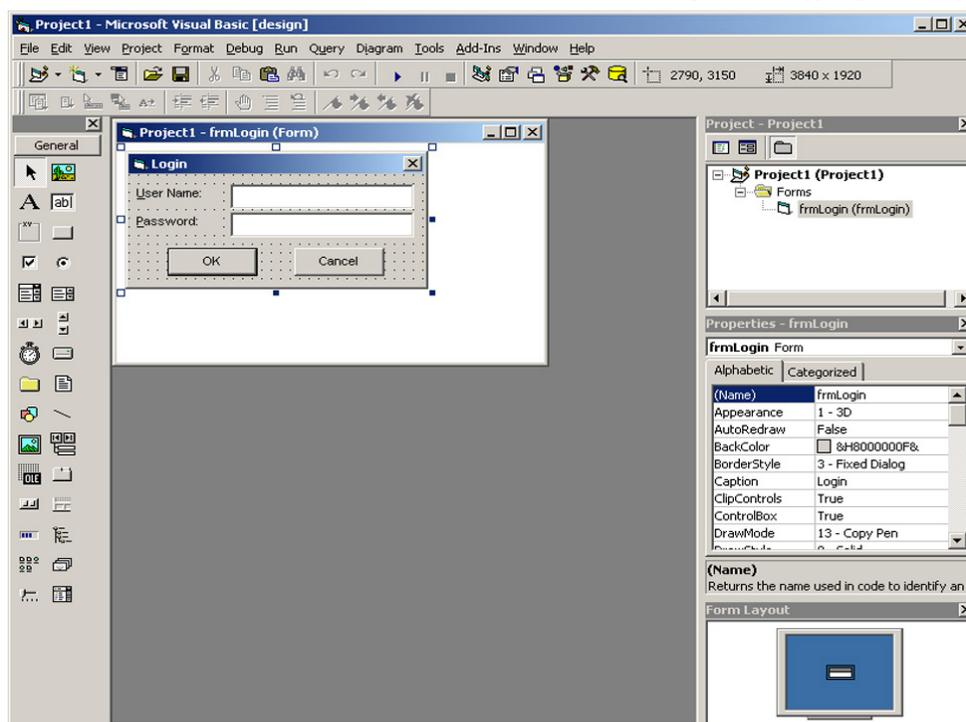 Project1 - Microsoft Visual Basic [design]
File Edit View Project Format Debug Run Query Diagram Tools Add-Ins Window Help
2790, 3150 3840 x 1920
General
A ab| XY
OLE
Project1 - frmLogin (Form)
Login
User Name:
Password:
OK Cancel
Project - Project1
Project1 (Project1)
Forms
frmLogin (frmLogin)
Properties - frmLogin
frmLogin Form
Alphabetic Categorized
(Name) frmLogin
Appearance 1 - 3D
AutoRedraw False
BackColor &H8000000F&
BorderStyle 3 - Fixed Dialog
Caption Login
ClipControls True
ControlBox True
DrawMode 13 - Copy Pen
(Name)
Returns the name used in code to identify an
Form Layout